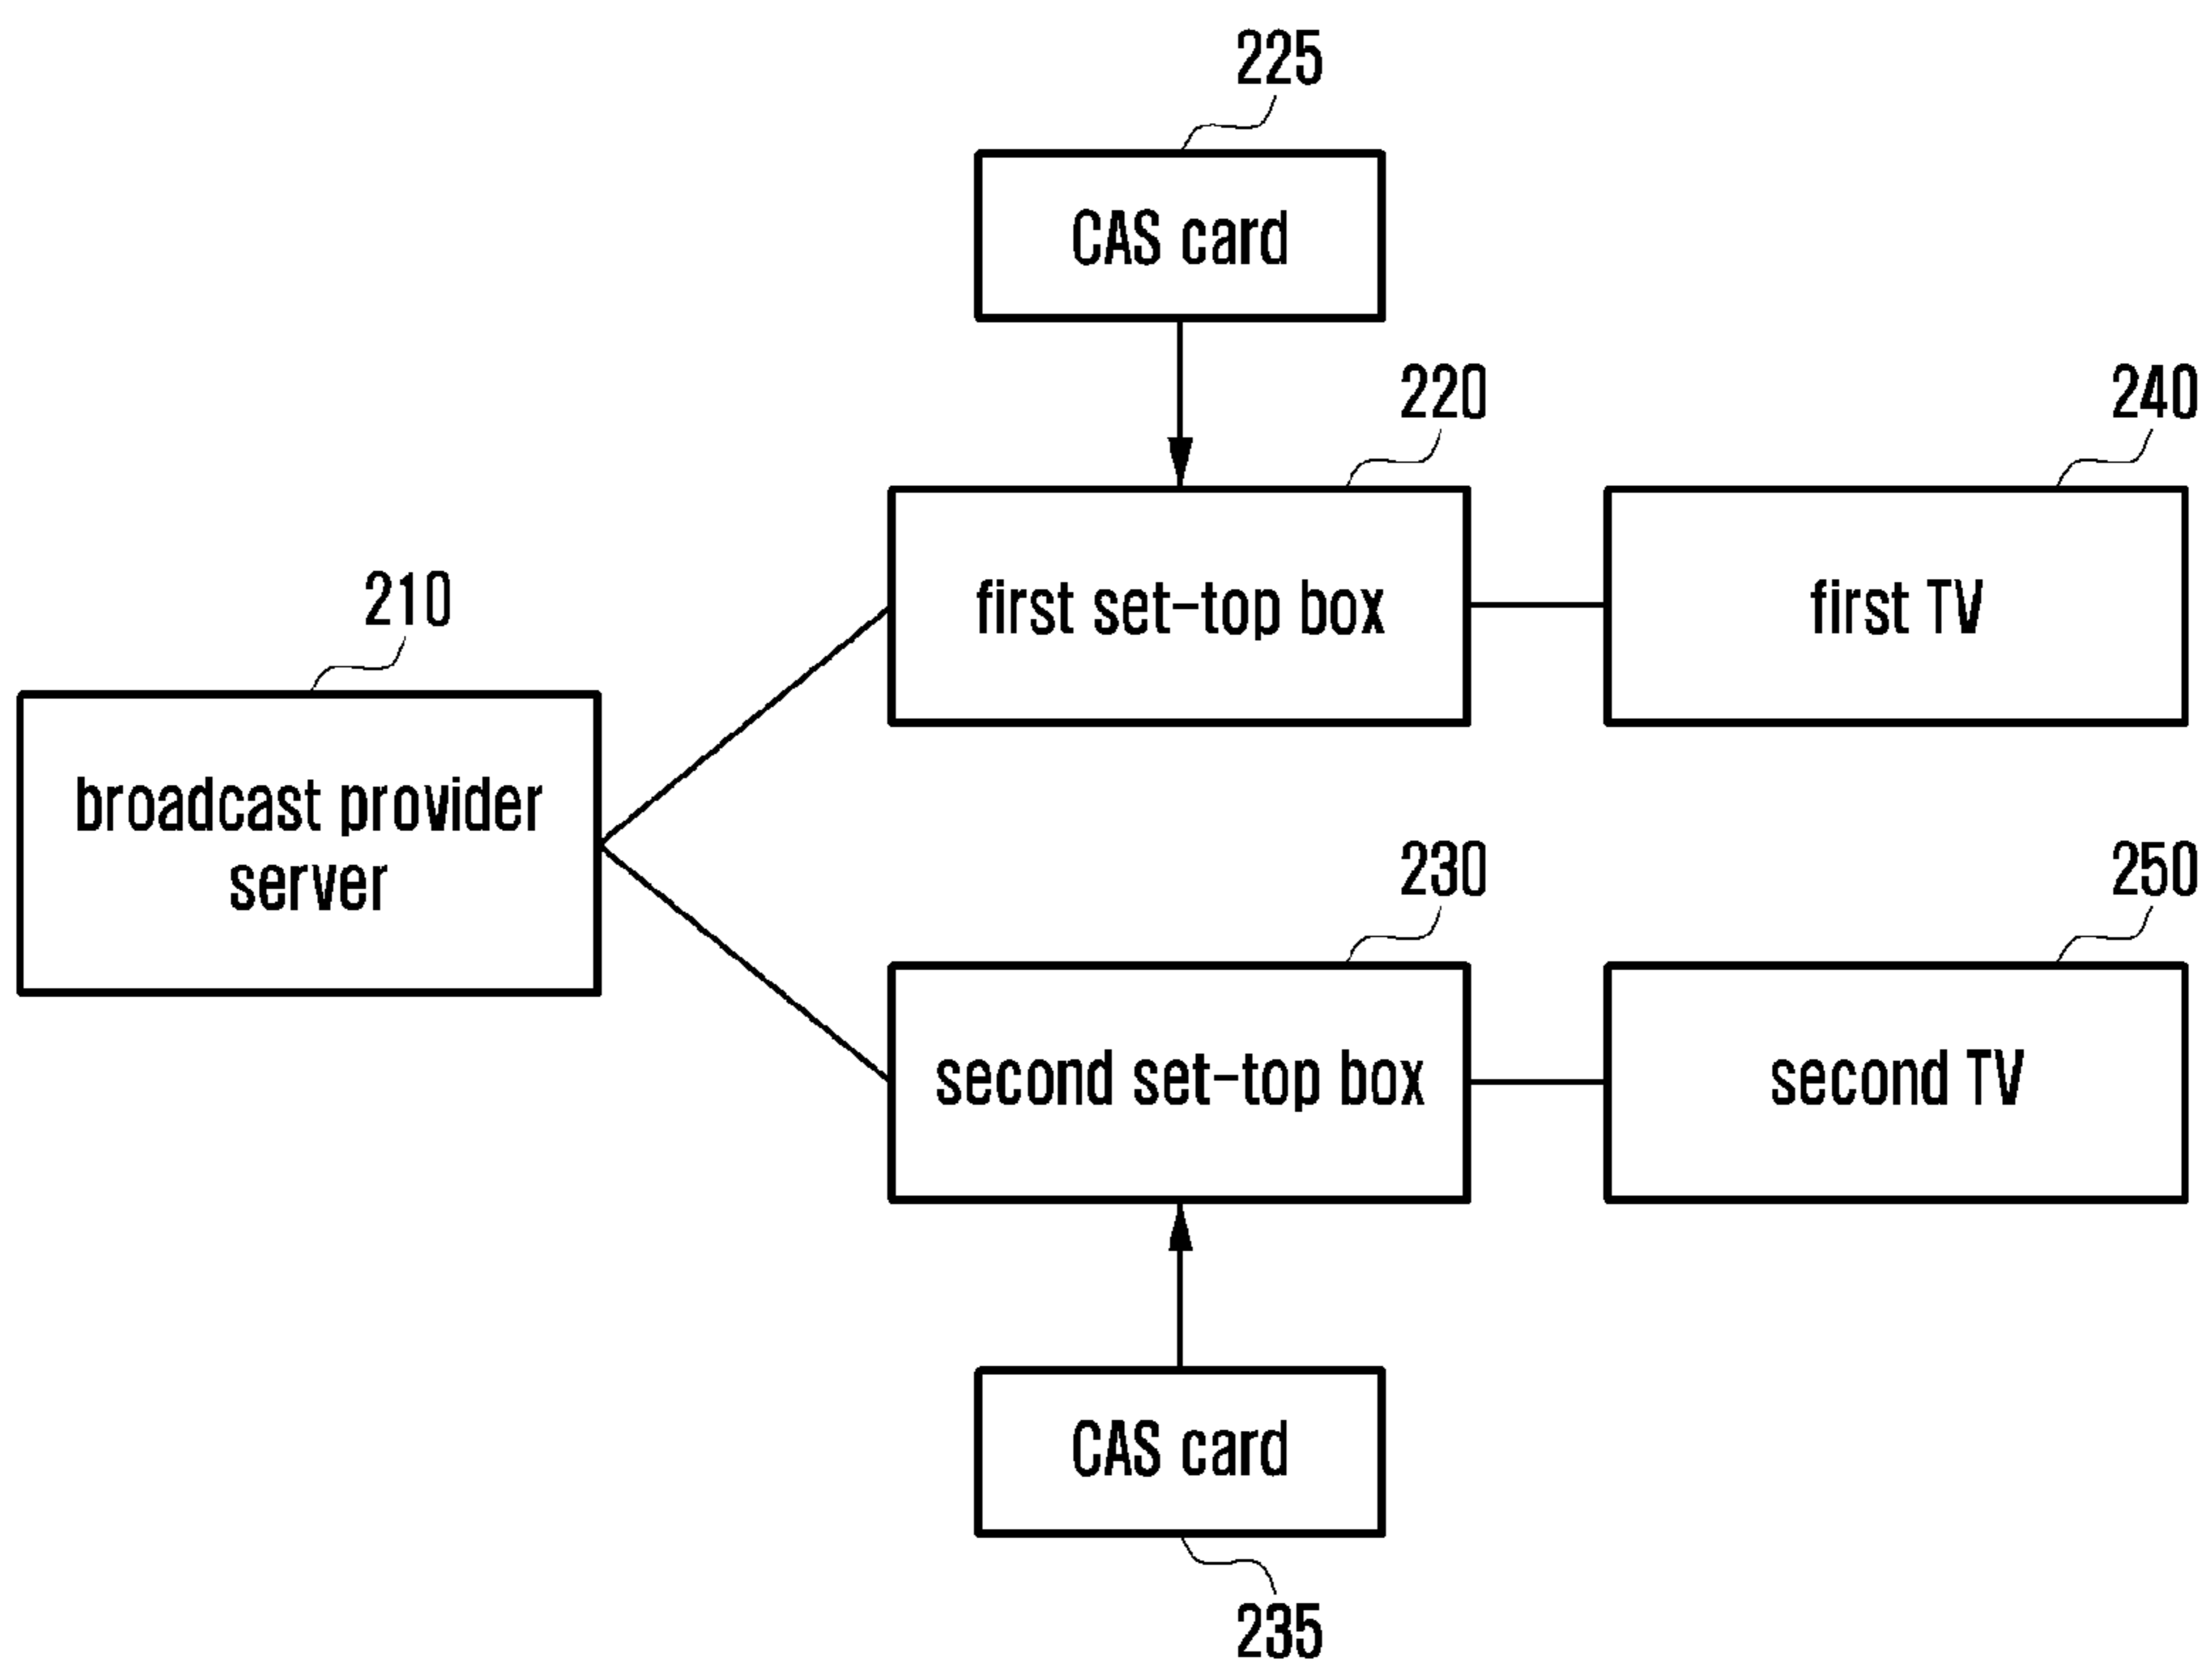 225
CAS card
220
240
first set-top box
first TV
210
broadcast provider
server
230
250
second set-top box
second TV
CAS card
235